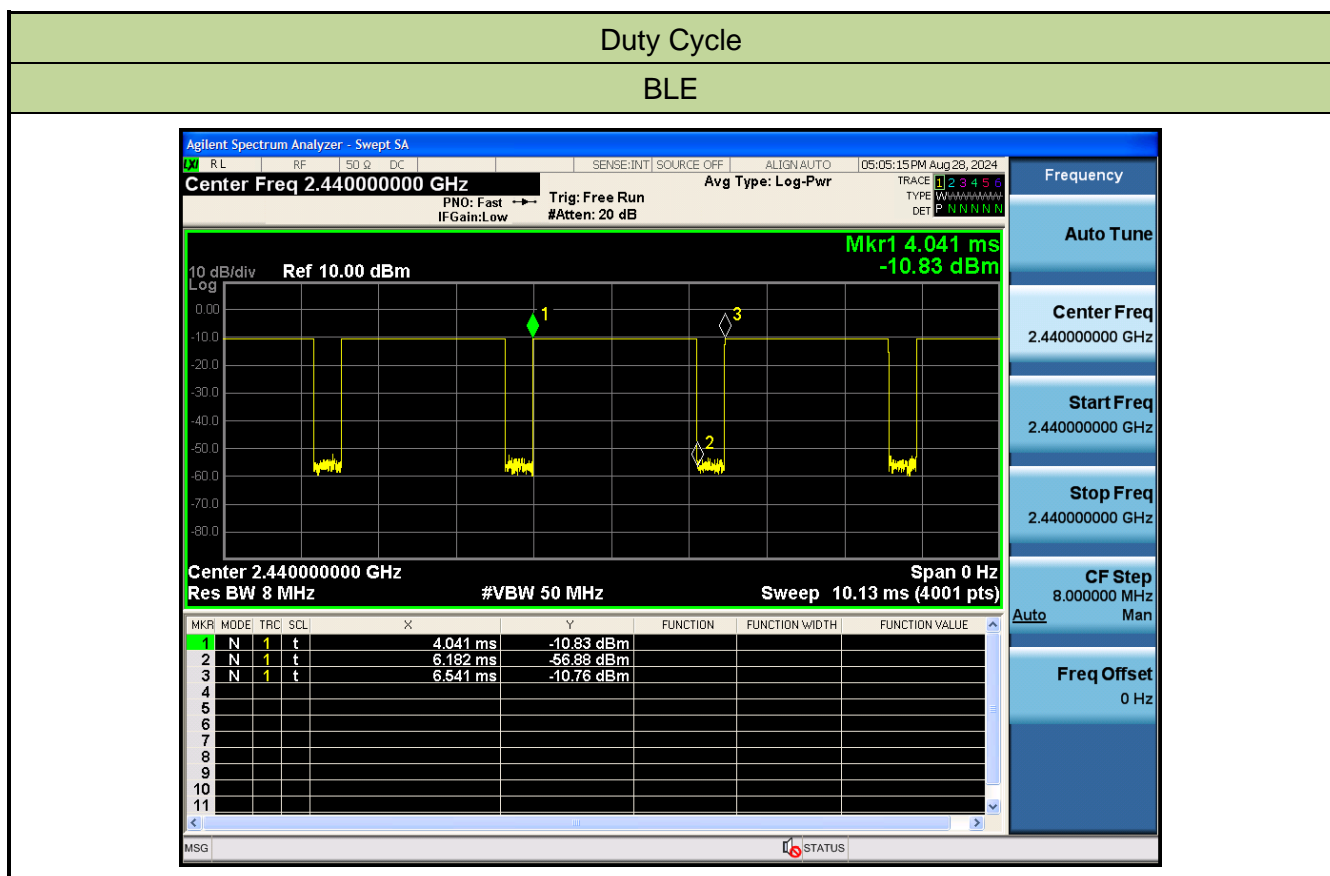 Duty Cycle
BLE
Agilent Spectrum Analyzer - Swept SA
LXI RL RF 50 Ω DC SENSE:INT SOURCE OFF ALIGN AUTO 05:05:15 PM Aug 28, 2024
Center Freq 2.440000000 GHz
PNO: Fast
IFGain:Low
Trig: Free Run
#Atten: 20 dB
Avg Type: Log-Pwr
TRACE 1 2 3 4 5 6
TYPE WWWWWW
DET P N N N N N
Mkr1 4.041 ms
-10.83 dBm
10 dB/div Ref 10.00 dBm
Log
0.00
-10.0
-20.0
-30.0
-40.0
-50.0
-60.0
-70.0
-80.0
1
3
2
Center 2.440000000 GHz Span 0 Hz
Res BW 8 MHz #VBW 50 MHz Sweep 10.13 ms (4001 pts)
MKR MODE TRC SCL X Y FUNCTION FUNCTION WIDTH FUNCTION VALUE
1 N 1 t 4.041 ms -10.83 dBm
2 N 1 t 6.182 ms -56.88 dBm
3 N 1 t 6.541 ms -10.76 dBm
4
5
6
7
8
9
10
11
MSG STATUS
Frequency
Auto Tune
Center Freq
2.440000000 GHz
Start Freq
2.440000000 GHz
Stop Freq
2.440000000 GHz
CF Step
8.000000 MHz
Auto Man
Freq Offset
0 Hz